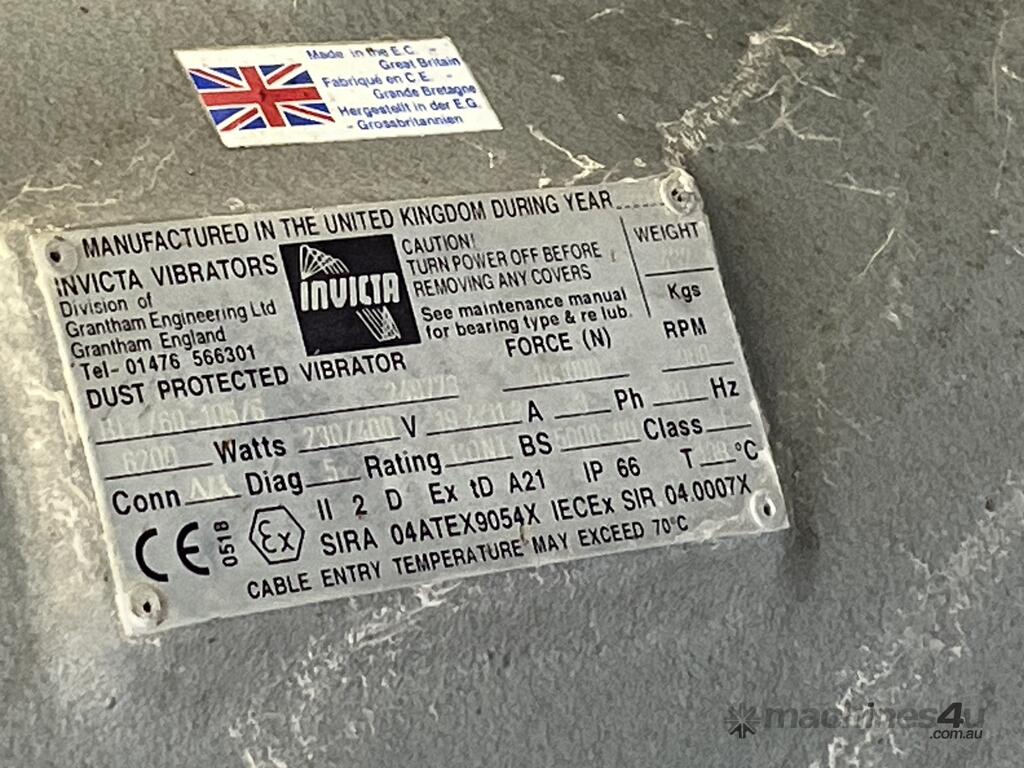 Made in the E.C. -
Great Britain
Fabriqué en C.E. -
Grande Bretagne
Hergestellt in der E.G.
- Grossbritannien
MANUFACTURED IN THE UNITED KINGDOM DURING YEAR
INVICTA VIBRATORS
Division of
Grantham Engineering Ltd
Grantham England
Tel- 01476 566301
INVICTA
CAUTION!
TURN POWER OFF BEFORE
REMOVING ANY COVERS
See maintenance manual
for bearing type & re lub.
WEIGHT
Kgs
DUST PROTECTED VIBRATOR
FORCE (N)
RPM
6200 Watts 230/400 V A Ph Hz
Conn Diag 5 Rating CONT BS Class T °C
CE 0518 Ex II 2 D Ex tD A21 IP 66
SIRA 04ATEX9054X IECEx SIR 04.0007X
CABLE ENTRY TEMPERATURE MAY EXCEED 70°C
machines4u
.com.au